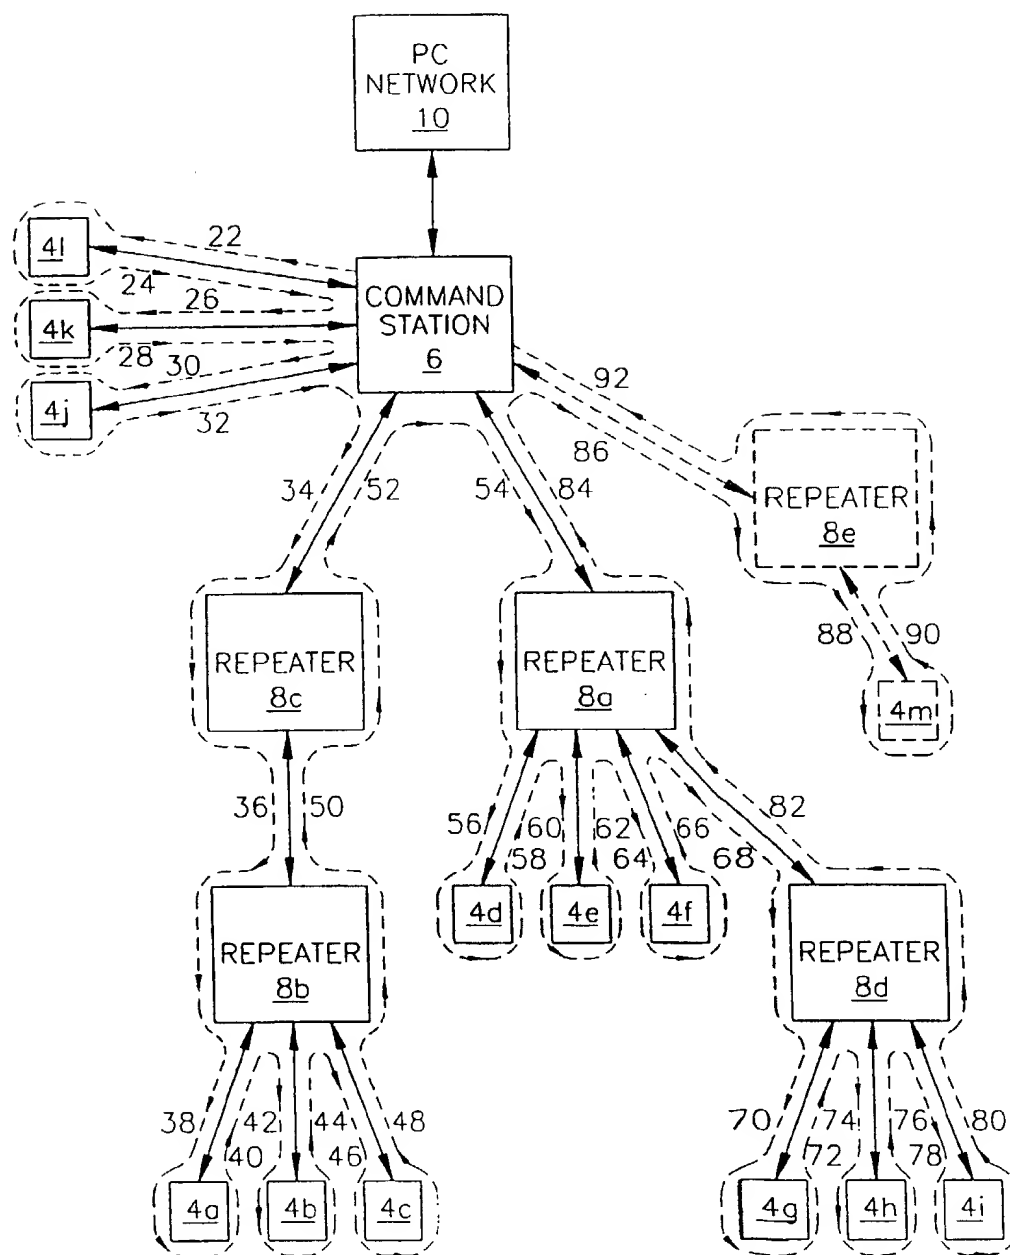 PC
NETWORK
10
4l
22
24
26
4k
28
30
4j
32
COMMAND
STATION
6
92
86
34
52
54
84
REPEATER
8e
88
90
4m
REPEATER
8c
REPEATER
8a
36
50
56
60
58
62
64
66
68
82
4d
4e
4f
REPEATER
8b
REPEATER
8d
38
42
40
44
46
48
70
74
72
76
78
80
4a
4b
4c
4g
4h
4i